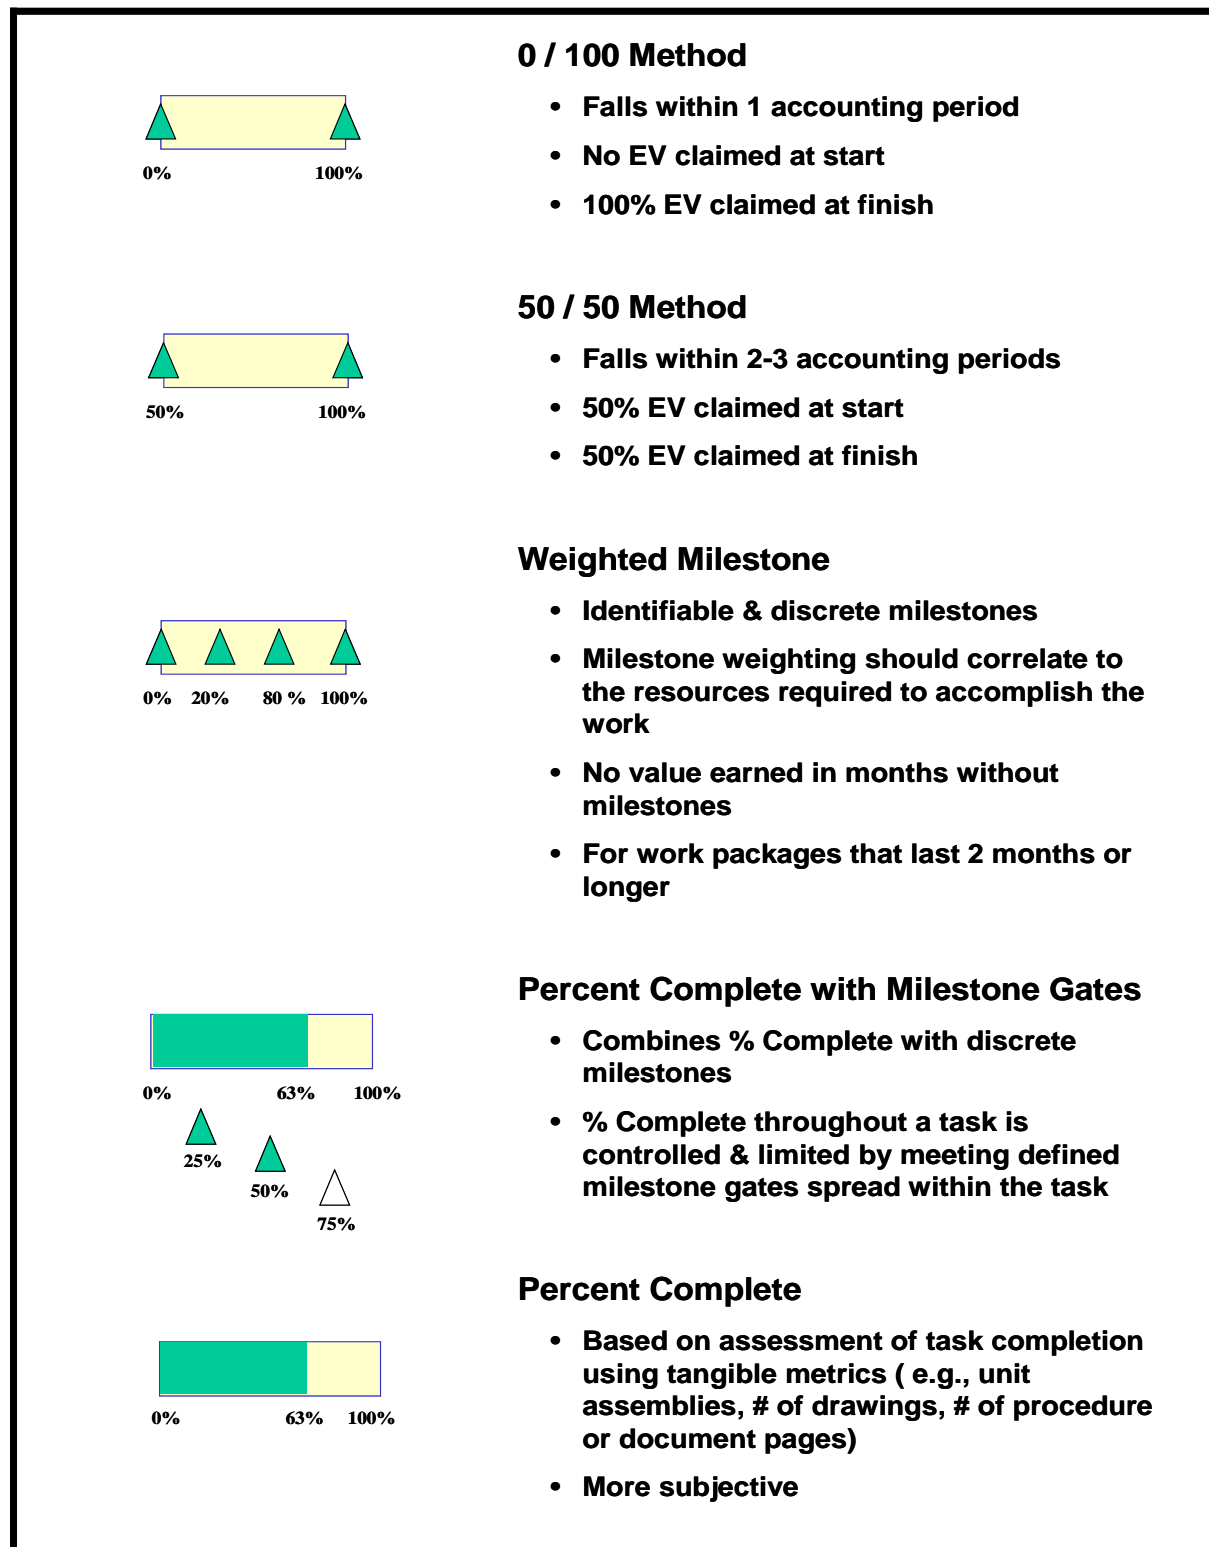 0 / 100 Method
• Falls within 1 accounting period
• No EV claimed at start
• 100% EV claimed at finish
0% 100%
50 / 50 Method
• Falls within 2-3 accounting periods
• 50% EV claimed at start
• 50% EV claimed at finish
50% 100%
Weighted Milestone
• Identifiable & discrete milestones
• Milestone weighting should correlate to
the resources required to accomplish the
work
• No value earned in months without
milestones
• For work packages that last 2 months or
longer
0% 20% 80 % 100%
Percent Complete with Milestone Gates
• Combines % Complete with discrete
milestones
• % Complete throughout a task is
controlled & limited by meeting defined
milestone gates spread within the task
0% 63% 100%
25%
50%
75%
Percent Complete
• Based on assessment of task completion
using tangible metrics ( e.g., unit
assemblies, # of drawings, # of procedure
or document pages)
• More subjective
0% 63% 100%